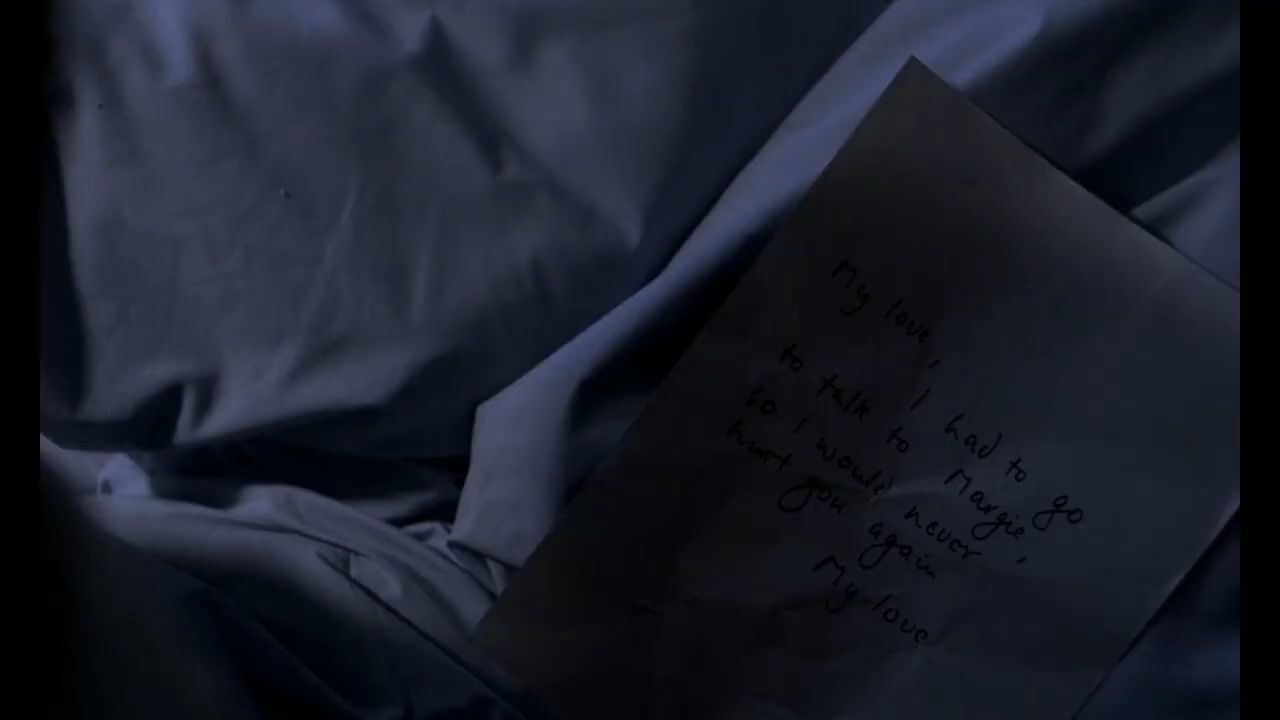 My love,
I had to go
to talk to Margie,
so I would never
hurt you again
My love